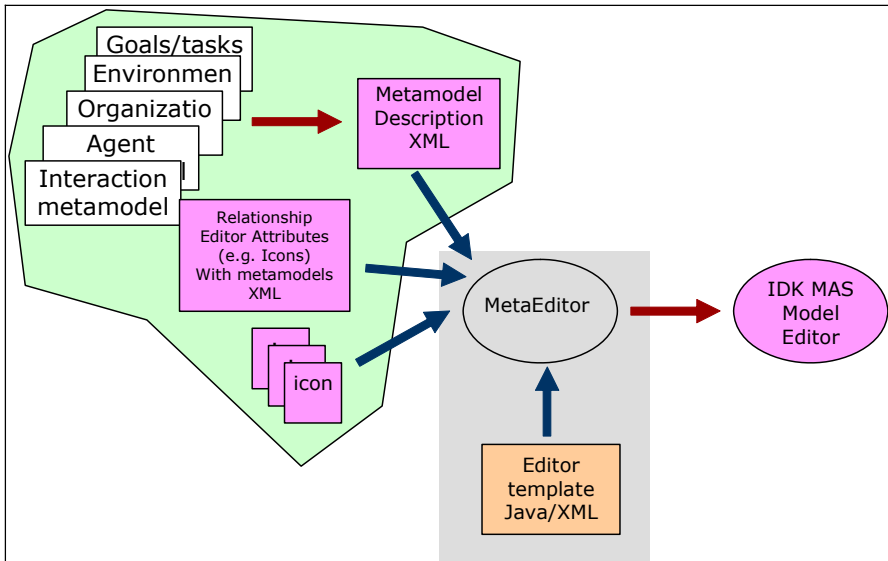 Goals/tasks
Environmen
Organizatio
Agent
l
Interaction
metamodel
Metamodel
Description
XML
Relationship
Editor Attributes
(e.g. Icons)
With metamodels
XML
icon
MetaEditor
IDK MAS
Model
Editor
Editor
template
Java/XML